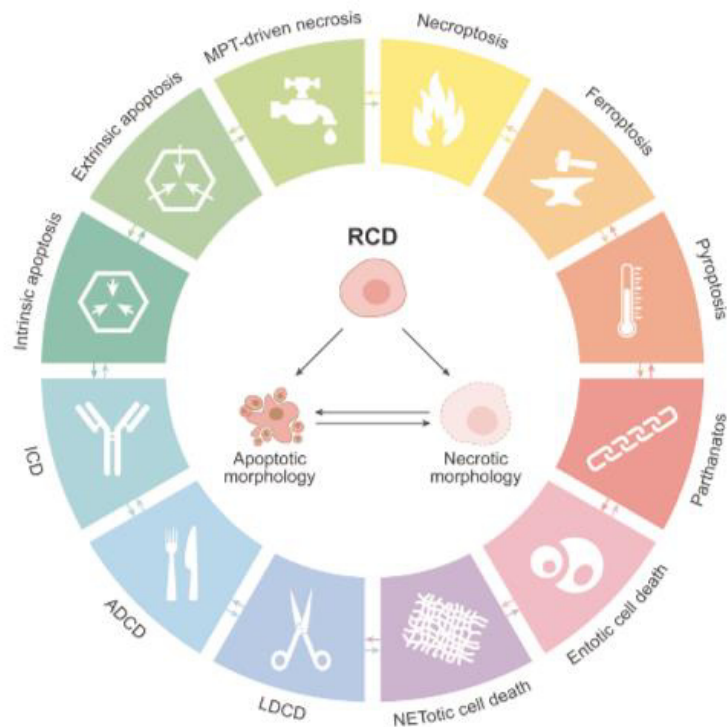 MPT-driven necrosis
Necroptosis
Ferroptosis
Pyroptosis
Parthanatos
Entotic cell death
NETotic cell death
LDCD
ADCD
ICD
Intrinsic apoptosis
Extrinsic apoptosis
RCD
Apoptotic
morphology
Necrotic
morphology